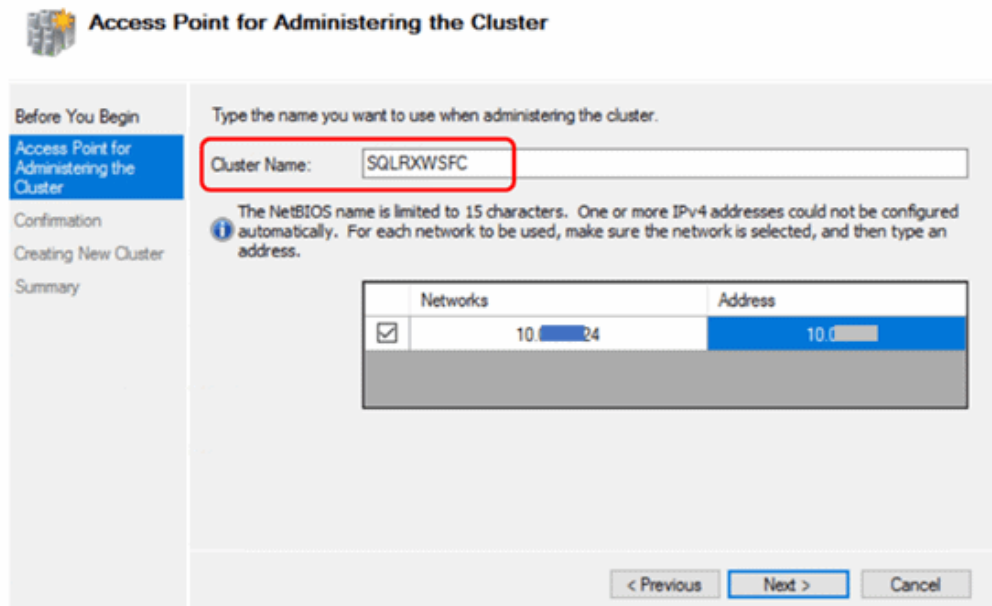 Access Point for Administering the Cluster
Before You Begin
Access Point for
Administering the
Cluster
Confirmation
Creating New Cluster
Summary
Type the name you want to use when administering the cluster.
Cluster Name: SQLRXWSFC
The NetBIOS name is limited to 15 characters. One or more IPv4 addresses could not be configured
automatically. For each network to be used, make sure the network is selected, and then type an
address.
Networks Address
10. 24 10.
< Previous Next > Cancel